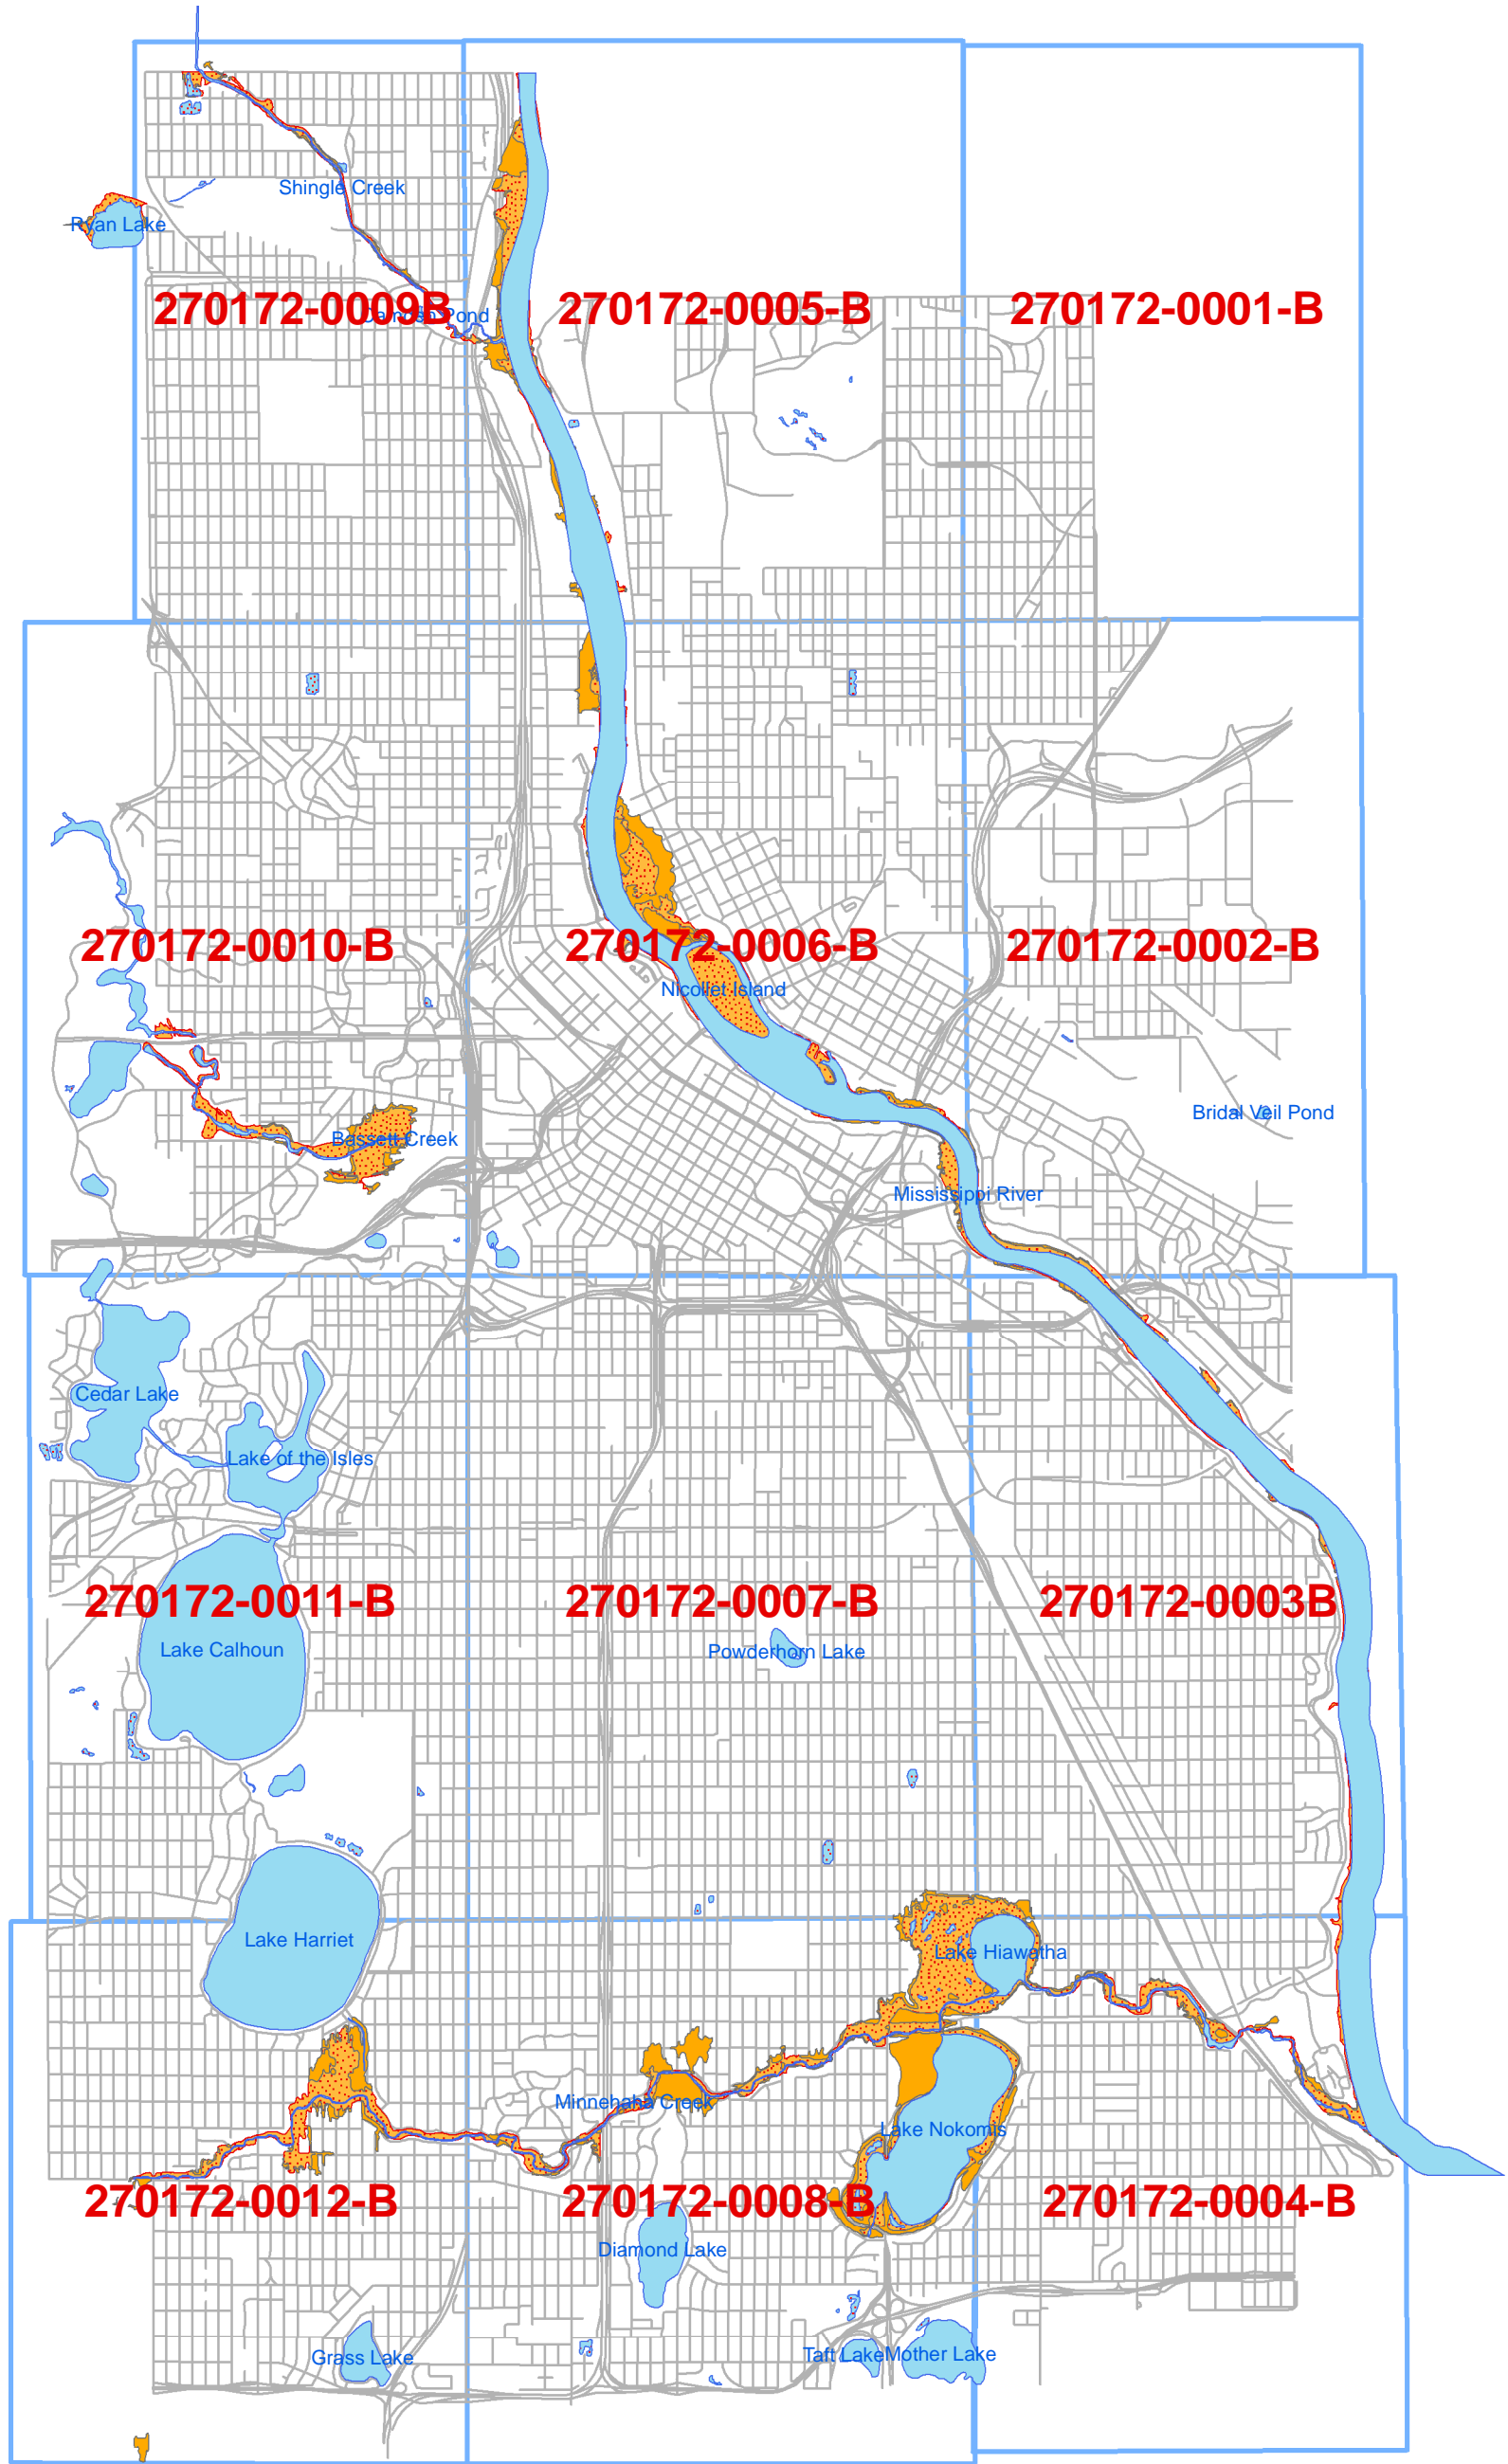 Shingle Creek
Ryan Lake
270172-0009B
270172-0005-B
270172-0001-B
Camden Pond
270172-0010-B
270172-0006-B
270172-0002-B
Nicollet Island
Bridal Veil Pond
Bassett Creek
Mississippi River
Cedar Lake
Lake of the Isles
270172-0011-B
270172-0007-B
270172-0003B
Lake Calhoun
Powderhorn Lake
Lake Harriet
Lake Hiawatha
Minnehaha Creek
Lake Nokomis
270172-0012-B
270172-0008-B
270172-0004-B
Diamond Lake
Grass Lake
Taft Lake
Mother Lake